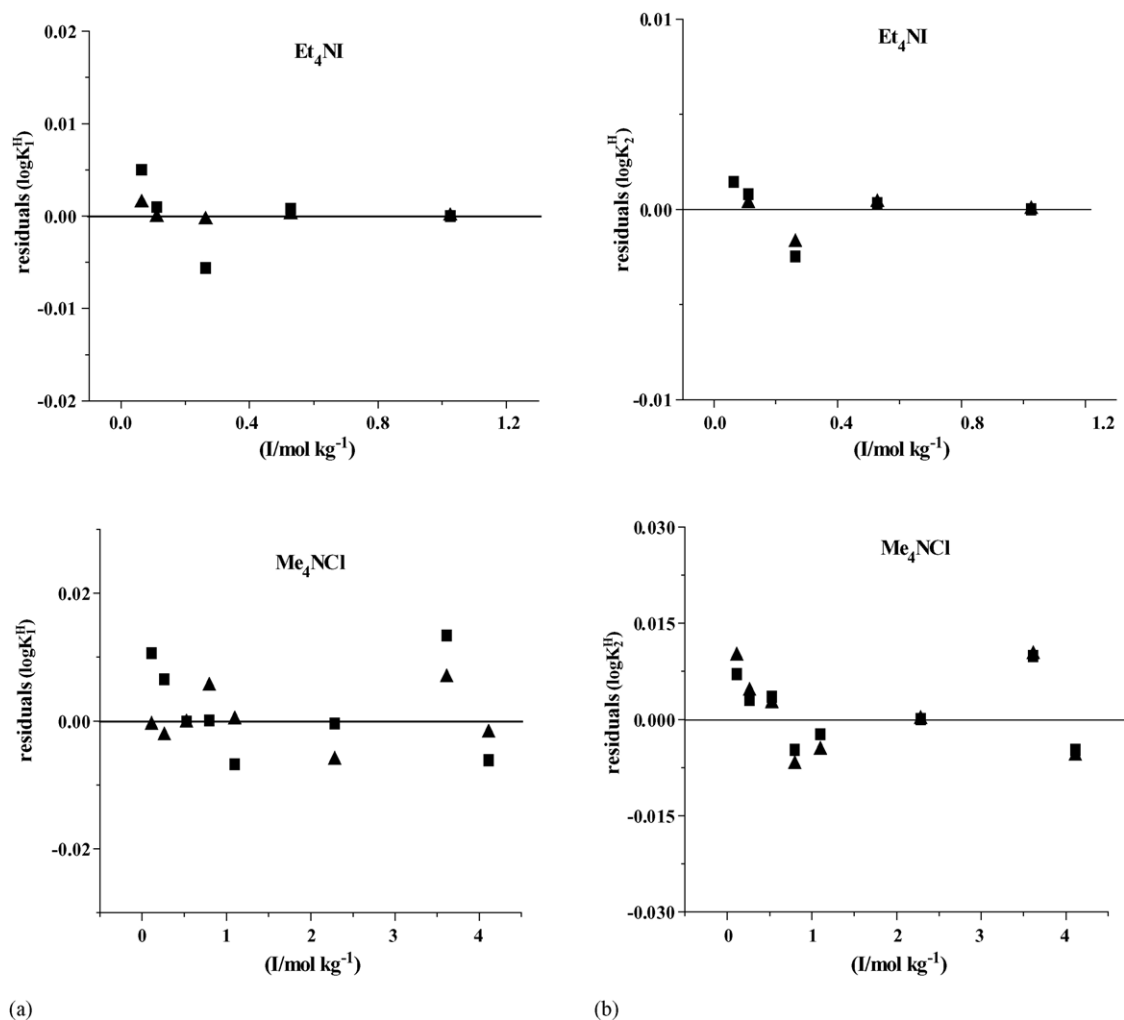 0.02
Et₄NI
0.01
0.00
-0.01
-0.02
residuals (logK₁ᴴ)
0.0 0.4 0.8 1.2
(I/mol kg⁻¹)
0.01
Et₄NI
0.00
-0.01
residuals (logK₂ᴴ)
0.0 0.4 0.8 1.2
(I/mol kg⁻¹)
Me₄NCl
0.02
0.00
-0.02
residuals (logK₁ᴴ)
0 1 2 3 4
(I/mol kg⁻¹)
0.030
Me₄NCl
0.015
0.000
-0.015
-0.030
residuals (logK₂ᴴ)
0 1 2 3 4
(I/mol kg⁻¹)
(a)
(b)